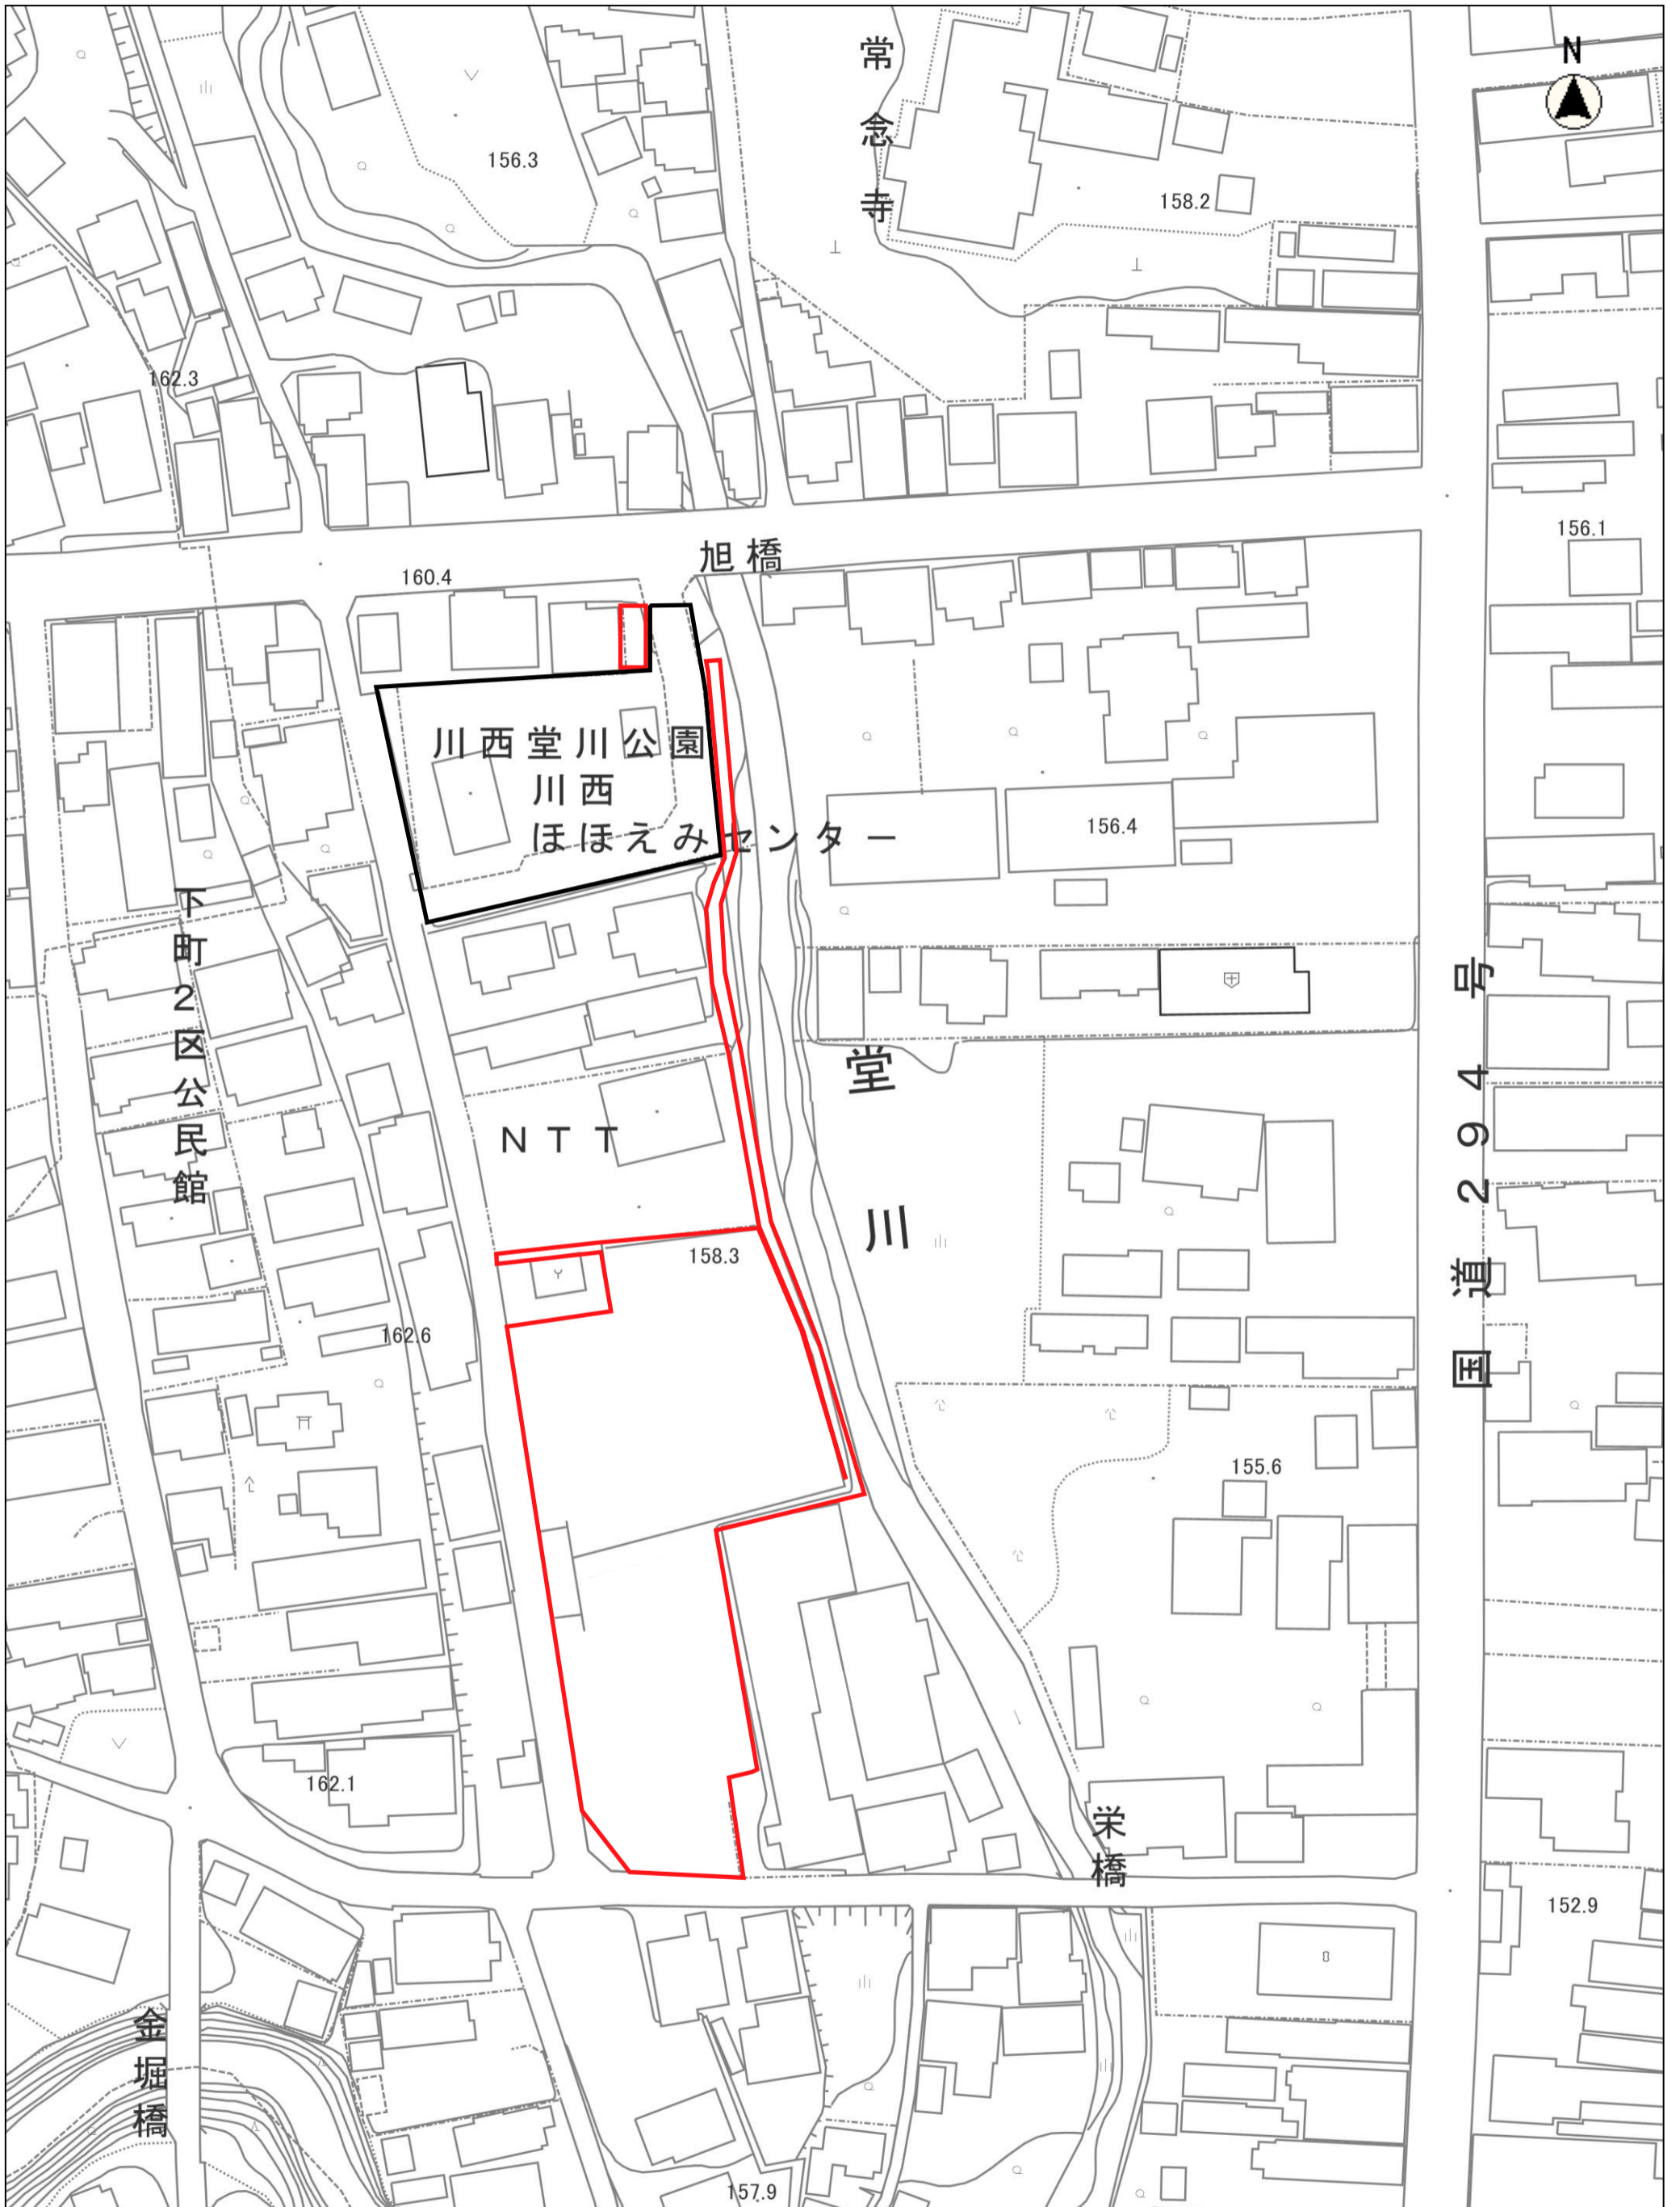 常念寺
N
156.3
158.2
162.3
156.1
旭橋
160.4
川西堂川公園
川西
ほほえみセンター
156.4
下町2区公民館
国道294号
堂川
NTT
158.3
162.6
155.6
162.1
栄橋
152.9
金堀橋
157.9